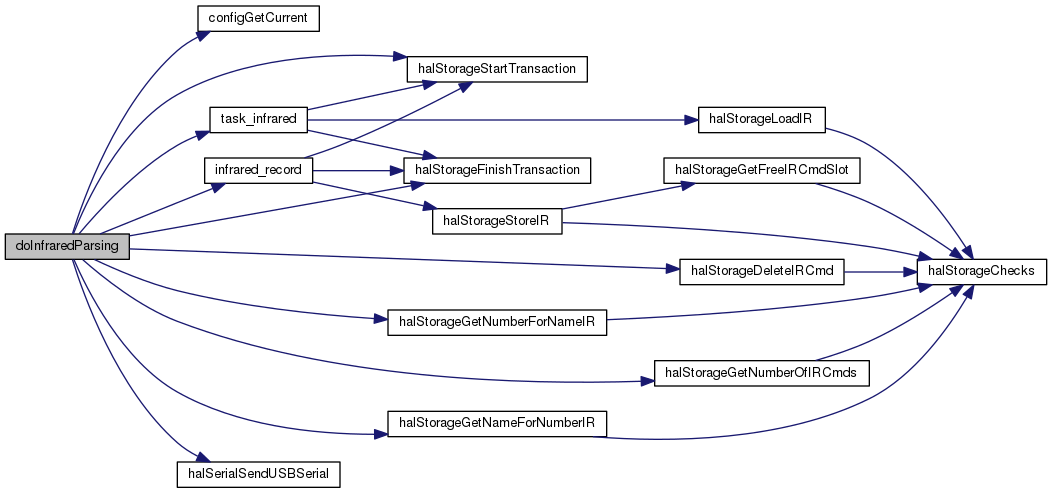 configGetCurrent
halStorageStartTransaction
task_infrared
halStorageLoadIR
infrared_record
halStorageFinishTransaction
halStorageGetFreeIRCmdSlot
halStorageStoreIR
doInfraredParsing
halStorageDeleteIRCmd
halStorageChecks
halStorageGetNumberForNameIR
halStorageGetNumberOfIRCmds
halStorageGetNameForNumberIR
halSerialSendUSBSerial